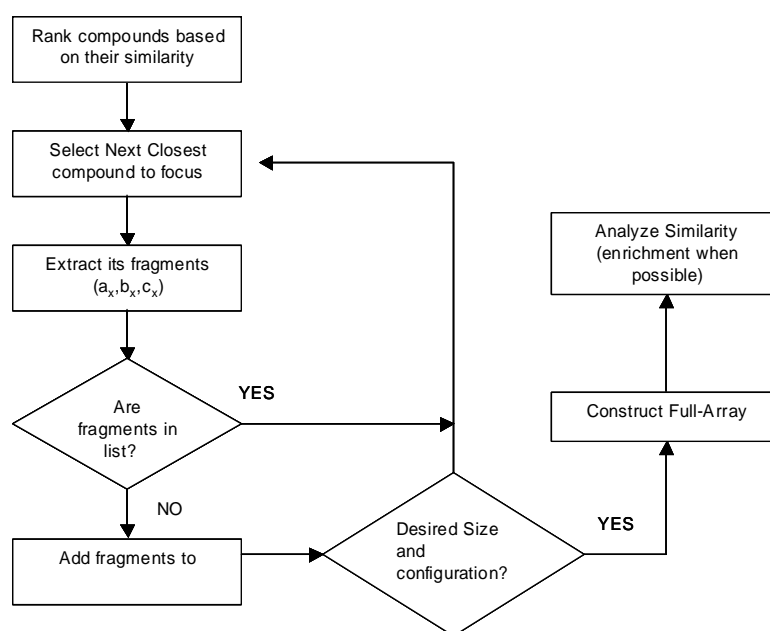 Rank compounds based
on their similarity
Select Next Closest
compound to focus
Extract its fragments
(aₓ,bₓ,cₓ)
Are
fragments in
list?
YES
NO
Add fragments to
Desired Size
and
configuration?
YES
Construct Full-Array
Analyze Similarity
(enrichment when
possible)